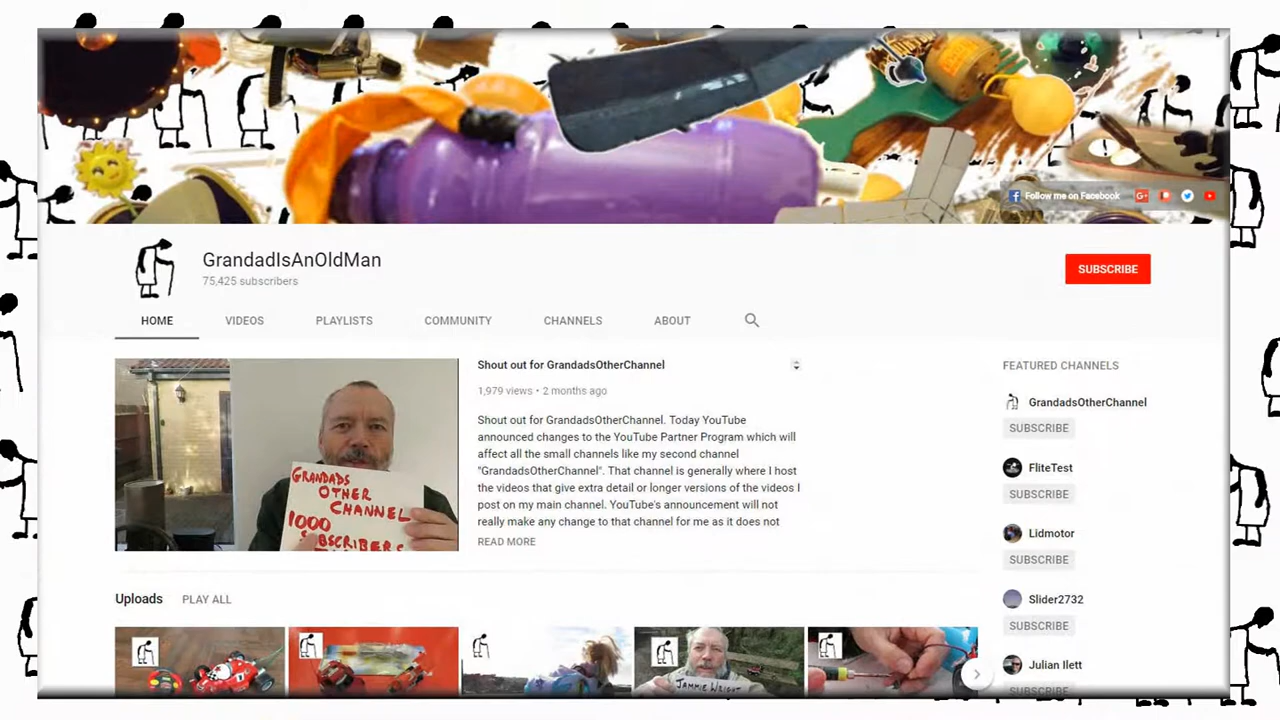 Follow me on Facebook
GrandadIsAnOldMan
75,425 subscribers
SUBSCRIBE
HOME
VIDEOS
PLAYLISTS
COMMUNITY
CHANNELS
ABOUT
GRANDADS
OTHER
CHANNEL
1000
Shout out for GrandadsOtherChannel
1,979 views • 2 months ago
Shout out for GrandadsOtherChannel. Today YouTube
announced changes to the YouTube Partner Program which will
affect all the small channels like my second channel
"GrandadsOtherChannel". That channel is generally where I host
the videos that give extra detail or longer versions of the videos I
post on my main channel. YouTube's announcement will not
really make any change to that channel for me as it does not
READ MORE
FEATURED CHANNELS
GrandadsOtherChannel
SUBSCRIBE
FliteTest
SUBSCRIBE
Lidmotor
SUBSCRIBE
Slider2732
SUBSCRIBE
Julian Ilett
SUBSCRIBE
Uploads PLAY ALL
JAMMIE WRIGHT